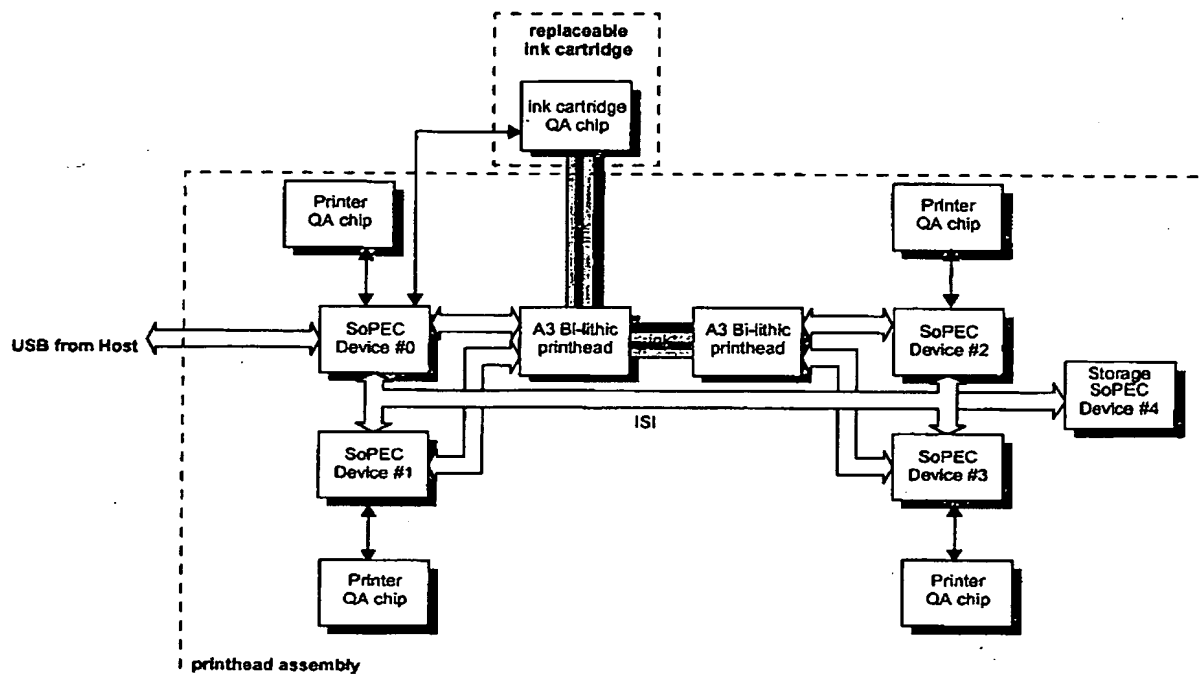 replaceable
ink cartridge
ink cartridge
QA chip
Printer
QA chip
Printer
QA chip
SoPEC
Device #0
A3 Bi-lithic
printhead
ink
A3 Bi-lithic
printhead
SoPEC
Device #2
USB from Host
Storage
SoPEC
Device #4
ISI
SoPEC
Device #1
SoPEC
Device #3
Printer
QA chip
Printer
QA chip
printhead assembly